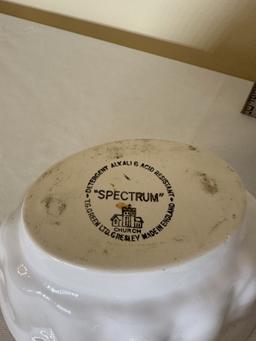 DETERGENT ALKALI & ACID RESISTANT
"SPECTRUM"
CHURCH
T.G.GREEN LTD. GRESLEY MADE IN ENGLAND